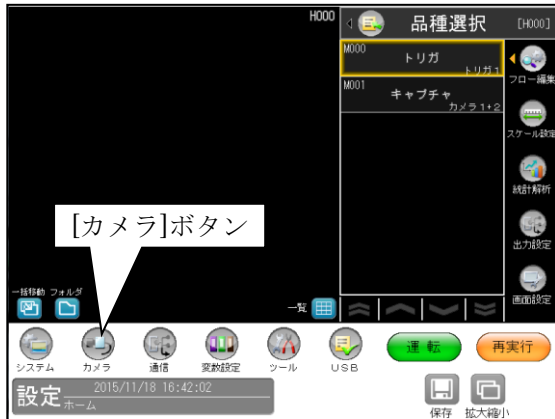 H000
品種選択
[H000]
M000
トリガ
トリガ1
M001
キャプチャ
カメラ 1+2
フロー編集
スケール設定
統計解析
出力設定
画面設定
[カメラ]ボタン
一括移動
フォルダ
一覧
システム
カメラ
通信
変数設定
ツール
USB
運転
再実行
設定
2015/11/18 16:42:02
ホーム
保存
拡大縮小